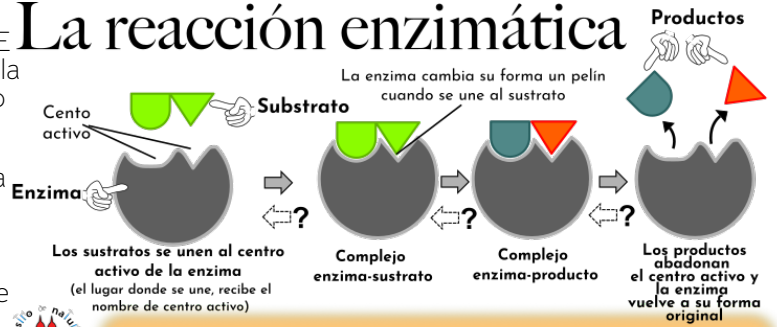 La reacción enzimática
Productos
la
La enzima cambia su forma un pelín
cuando se une al sustrato
Cento
activo
Substrato
Enzima
?
?
?
Los sustratos se unen al centro
activo de la enzima
(el lugar donde se une, recibe el
nombre de centro activo)
Complejo
enzima-sustrato
Complejo
enzima-producto
Los productos
abadonan
el centro activo y
la enzima
vuelve a su forma
original